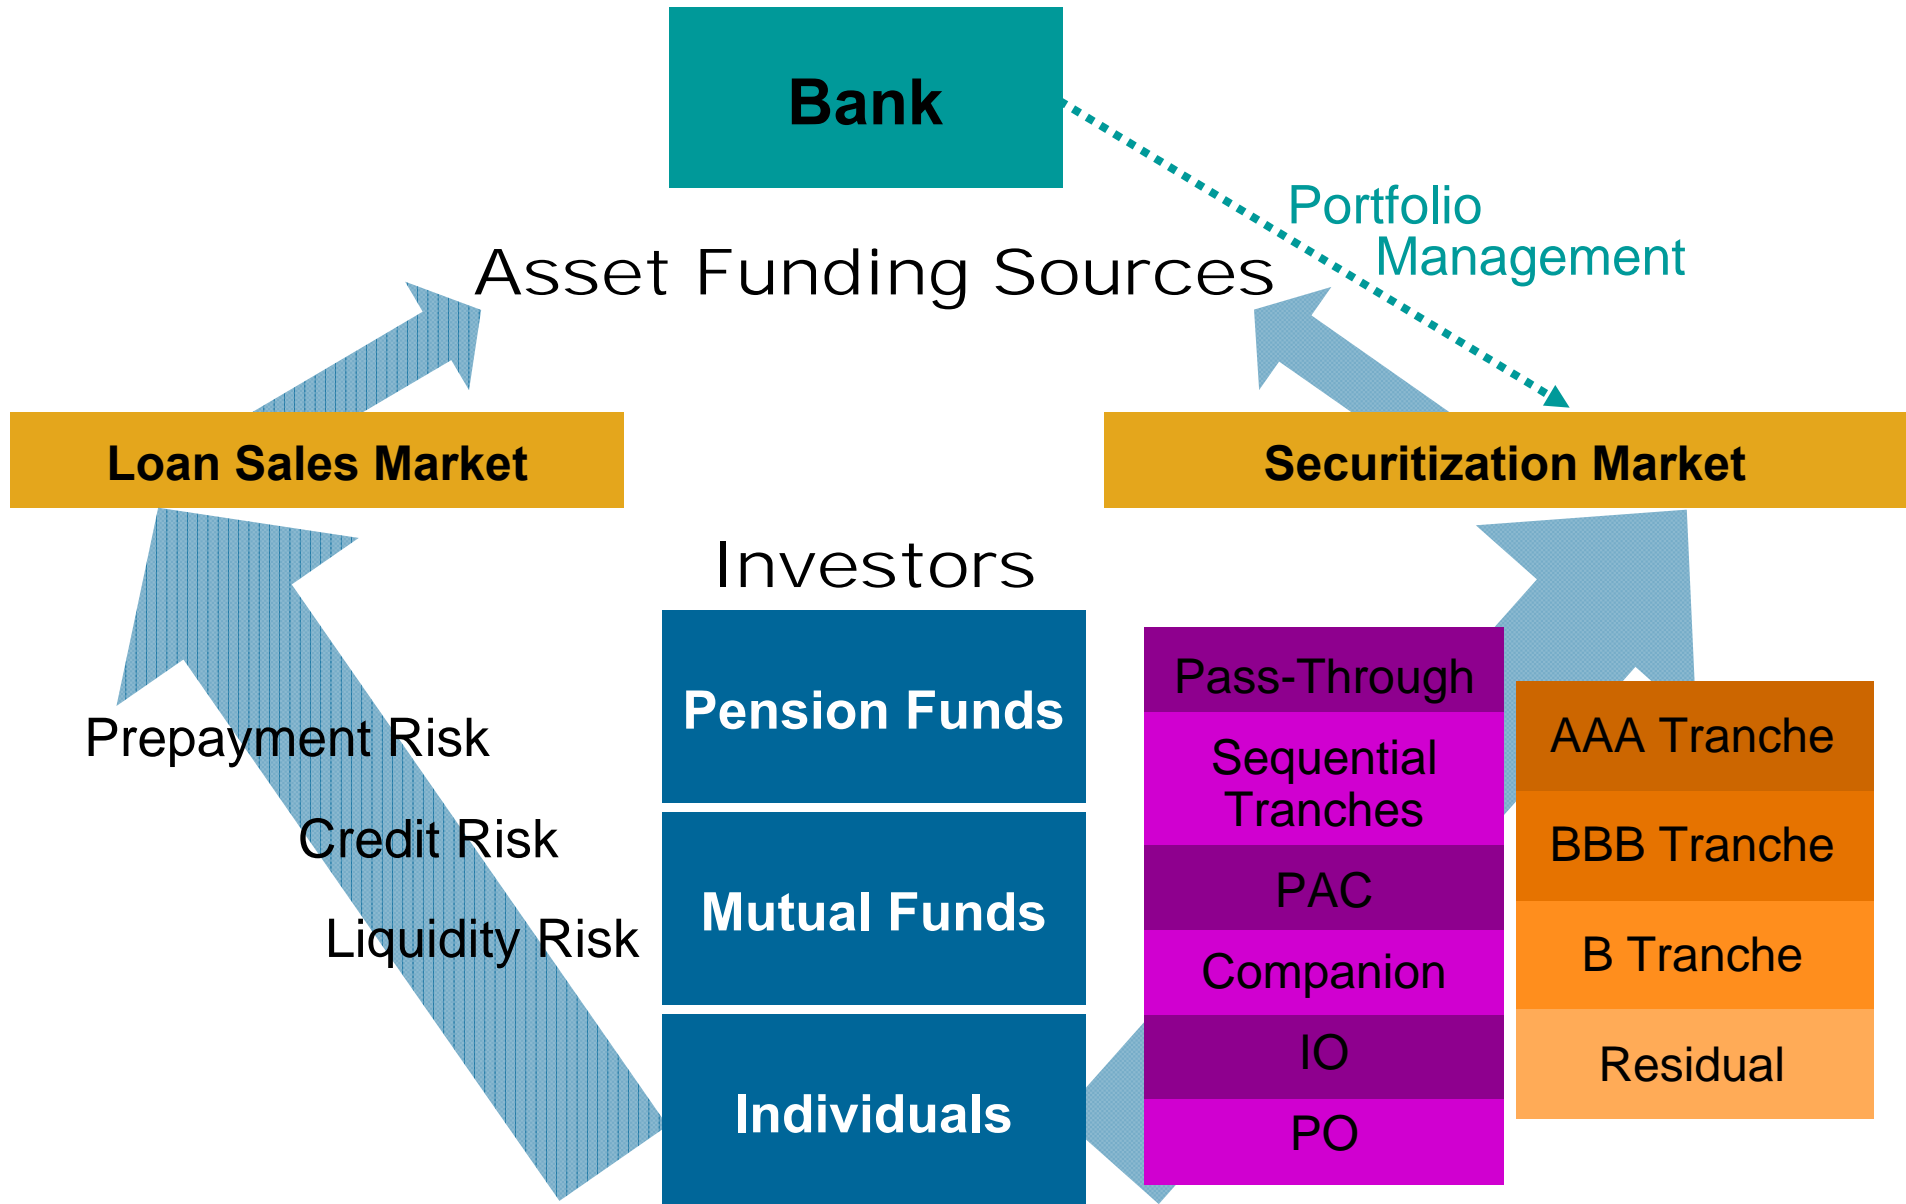 Bank
Portfolio
Management
Asset Funding Sources
Loan Sales Market
Securitization Market
Investors
Pension Funds
Mutual Funds
Individuals
Prepayment Risk
Credit Risk
Liquidity Risk
Pass-Through
Sequential
Tranches
PAC
Companion
IO
PO
AAA Tranche
BBB Tranche
B Tranche
Residual